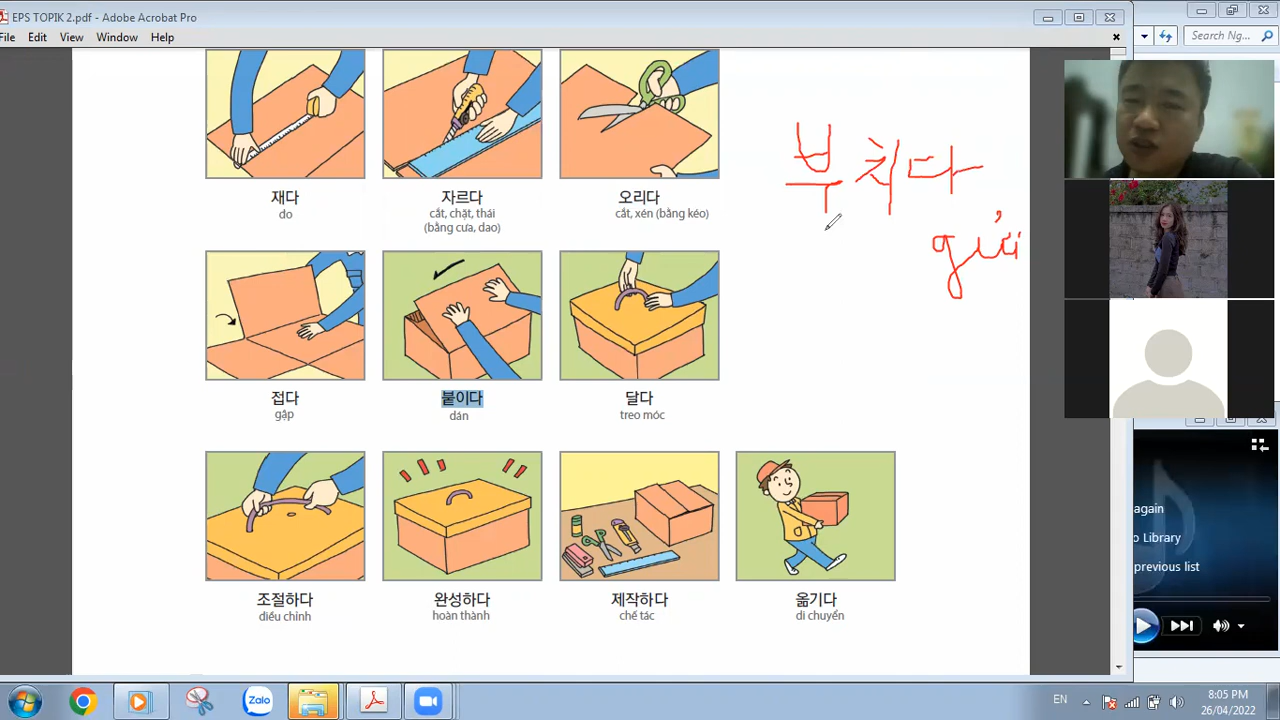 EPS TOPIK 2.pdf - Adobe Acrobat Pro
File Edit View Window Help
Search Ng...
재다 자르다 오리다
đo cắt, chặt, thái cắt, xén (bằng kéo)
(bằng cưa, dao)
부치다
gửi
접다 붙이다 달다
gập dán treo móc
조절하다 완성하다 제작하다 옮기다
điều chỉnh hoàn thành chế tác di chuyển
again
o Library
previous list
Zalo
EN
8:05 PM
26/04/2022